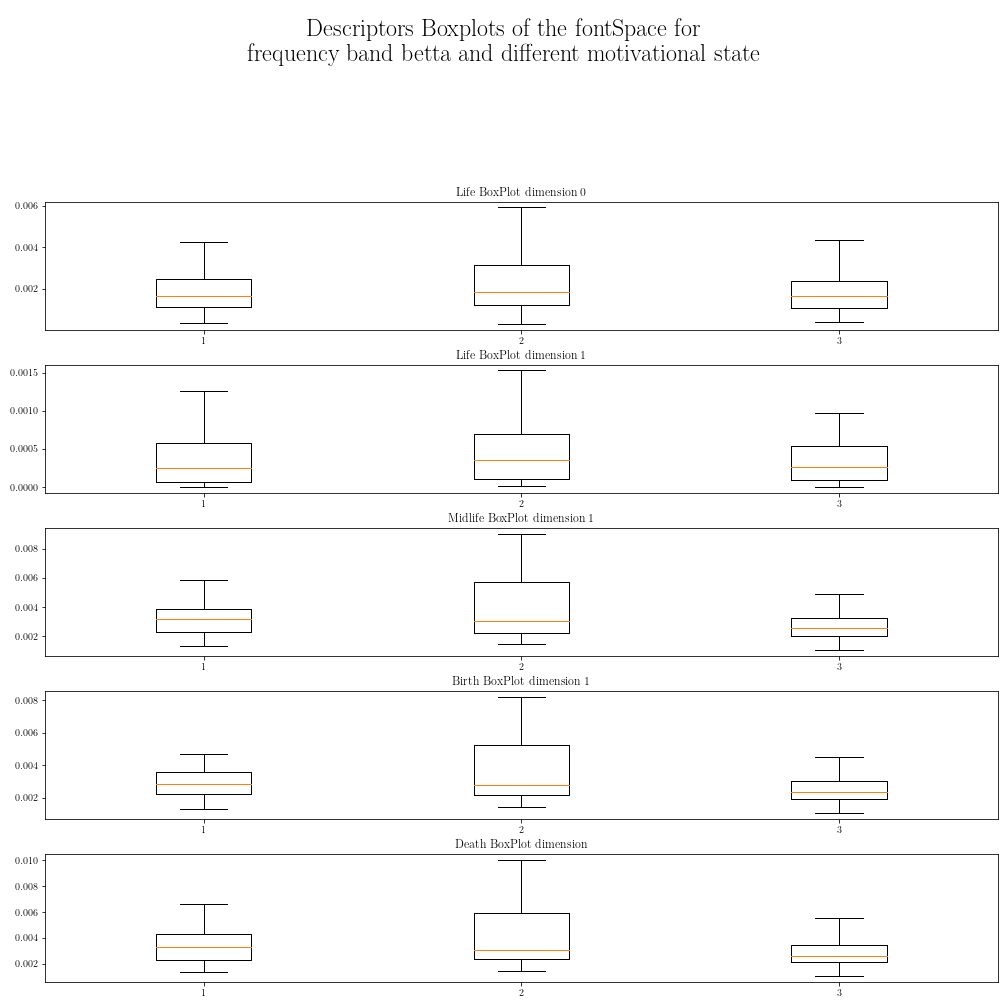 Descriptors Boxplots of the fontSpace for
frequency band betta and different motivational state
Life BoxPlot dimension 0
0.006
0.004
0.002
1 2 3
Life BoxPlot dimension 1
0.0015
0.0010
0.0005
0.0000
1 2 3
Midlife BoxPlot dimension 1
0.008
0.006
0.004
0.002
1 2 3
Birth BoxPlot dimension 1
0.008
0.006
0.004
0.002
1 2 3
Death BoxPlot dimension
0.010
0.008
0.006
0.004
0.002
1 2 3